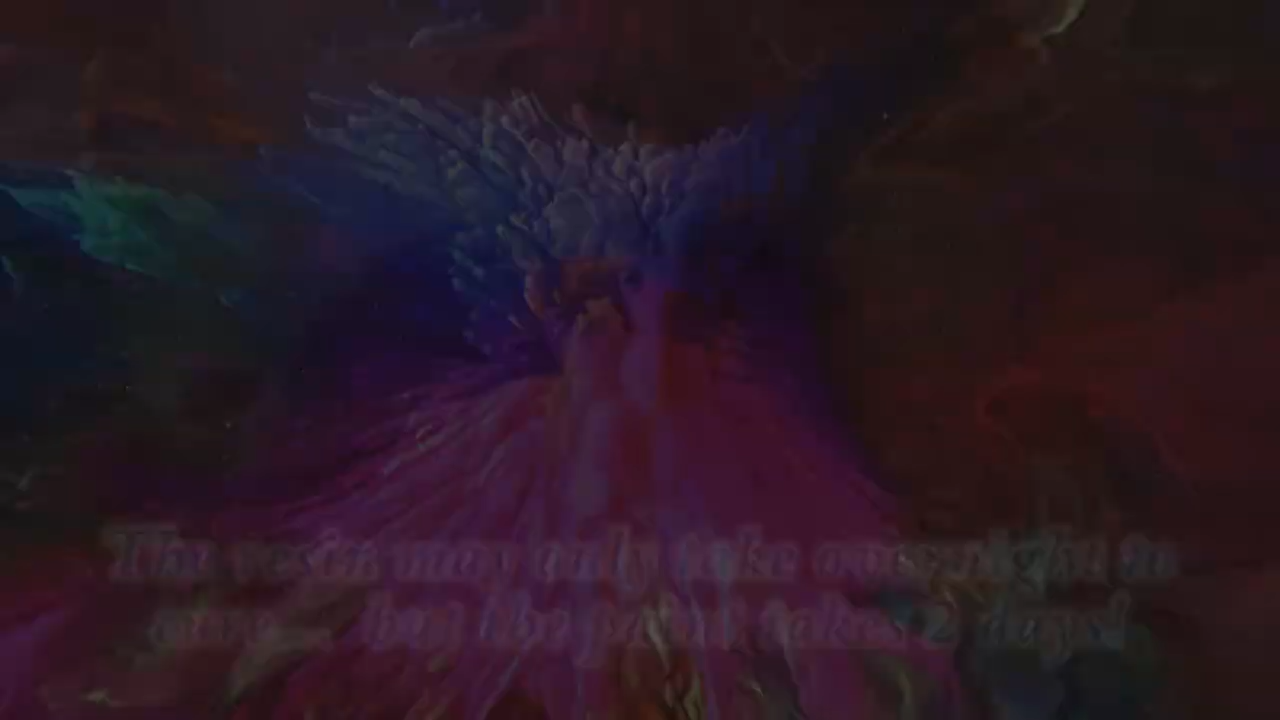 The resin may only take overnight to
cure... but the paint takes 2 days!